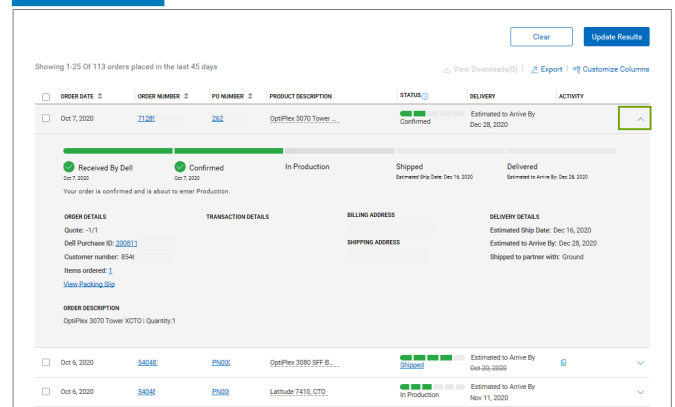 Clear Update Results
Showing 1-25 Of 113 orders placed in the last 45 days
View Downloads(0) | Export | Customize Columns
ORDER DATE ORDER NUMBER PO NUMBER PRODUCT DESCRIPTION STATUS DELIVERY ACTIVITY
Oct 7, 2020 7128 262 OptiPlex 3070 Tower ... Confirmed Estimated to Arrive By
Dec 28, 2020
Received By Dell Confirmed In Production Shipped Delivered
Oct 7, 2020 Oct 7, 2020 Estimated Ship Date: Dec 16, 2020 Estimated to Arrive By: Dec 28, 2020
Your order is confirmed and is about to enter Production.
ORDER DETAILS
Quote: -1/1
Dell Purchase ID: 200811
Customer number: 854
Items ordered: 1
View Packing Slip
TRANSACTION DETAILS
BILLING ADDRESS
SHIPPING ADDRESS
DELIVERY DETAILS
Estimated Ship Date: Dec 16, 2020
Estimated to Arrive By: Dec 28, 2020
Shipped to partner with: Ground
ORDER DESCRIPTION
OptiPlex 3070 Tower XCTO | Quantity:1
Oct 6, 2020 54048 PN00 OptiPlex 3080 SFF B... Shipped Estimated to Arrive By
Oct 20, 2020
Oct 6, 2020 54048 PN00 Latitude 7410, CTO In Production Estimated to Arrive By
Nov 11, 2020